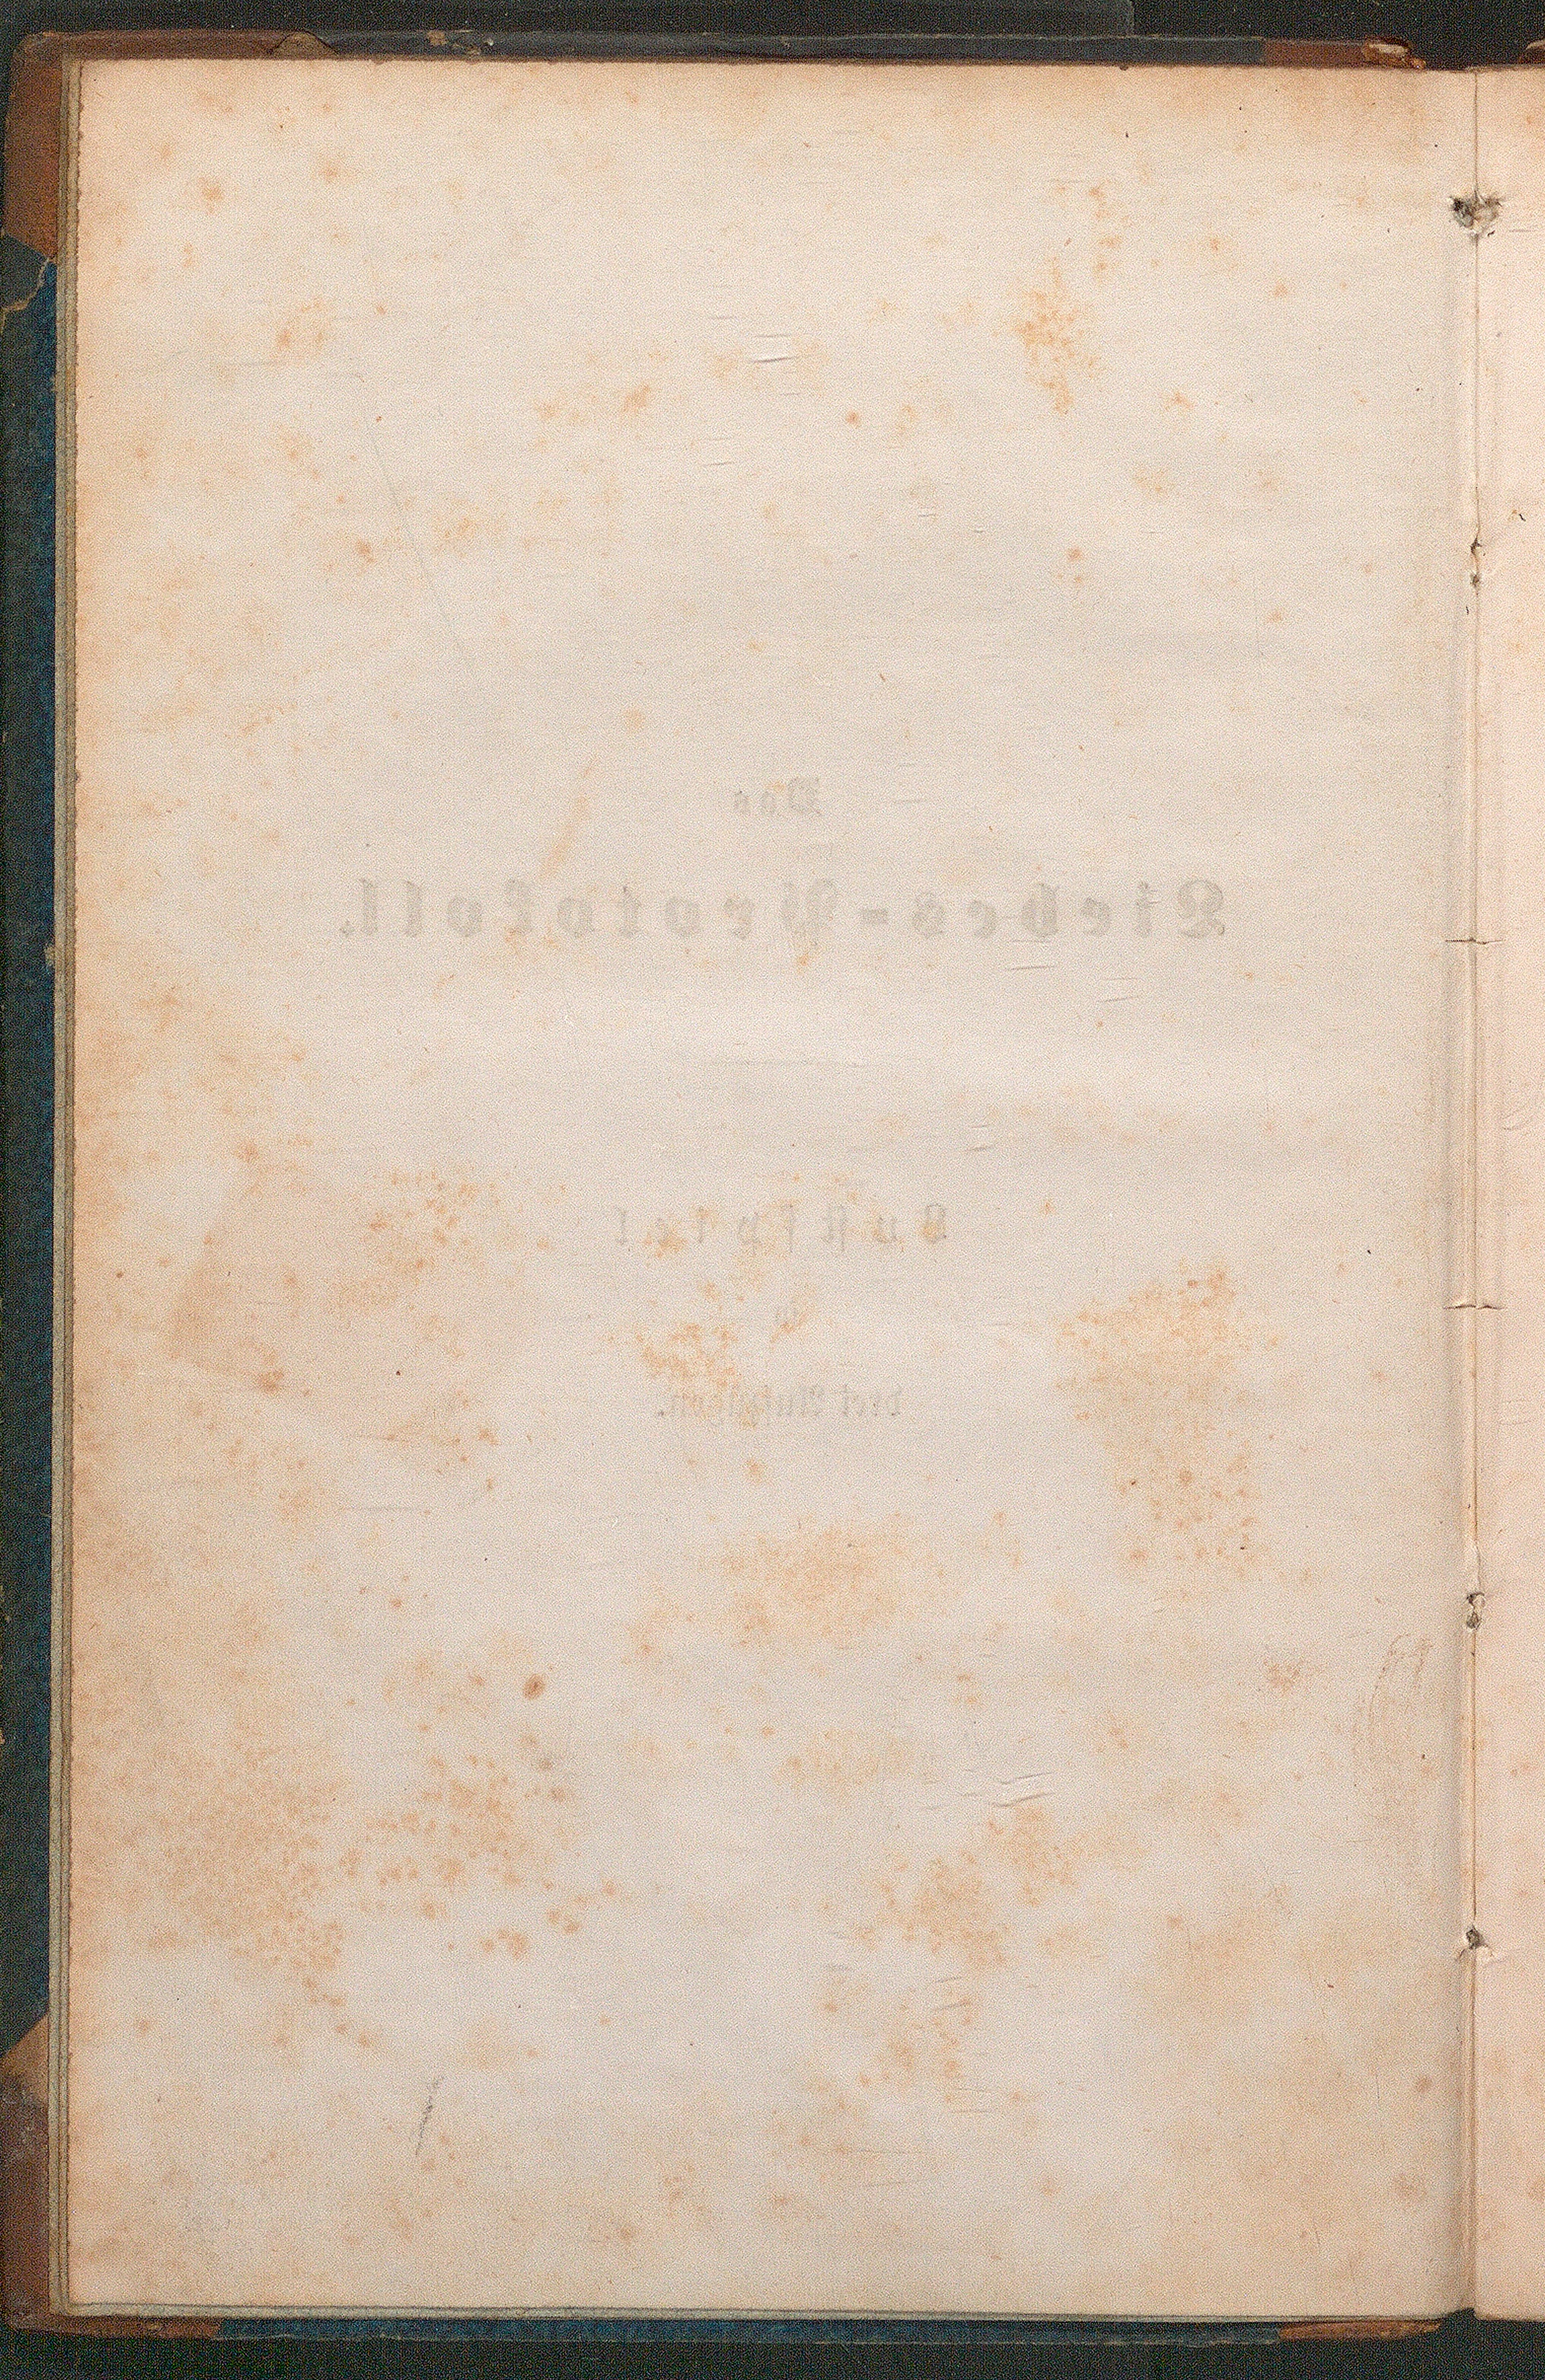 Das
Liebes-Protokoll.
Lustspiel
in
drei Aufzügen.